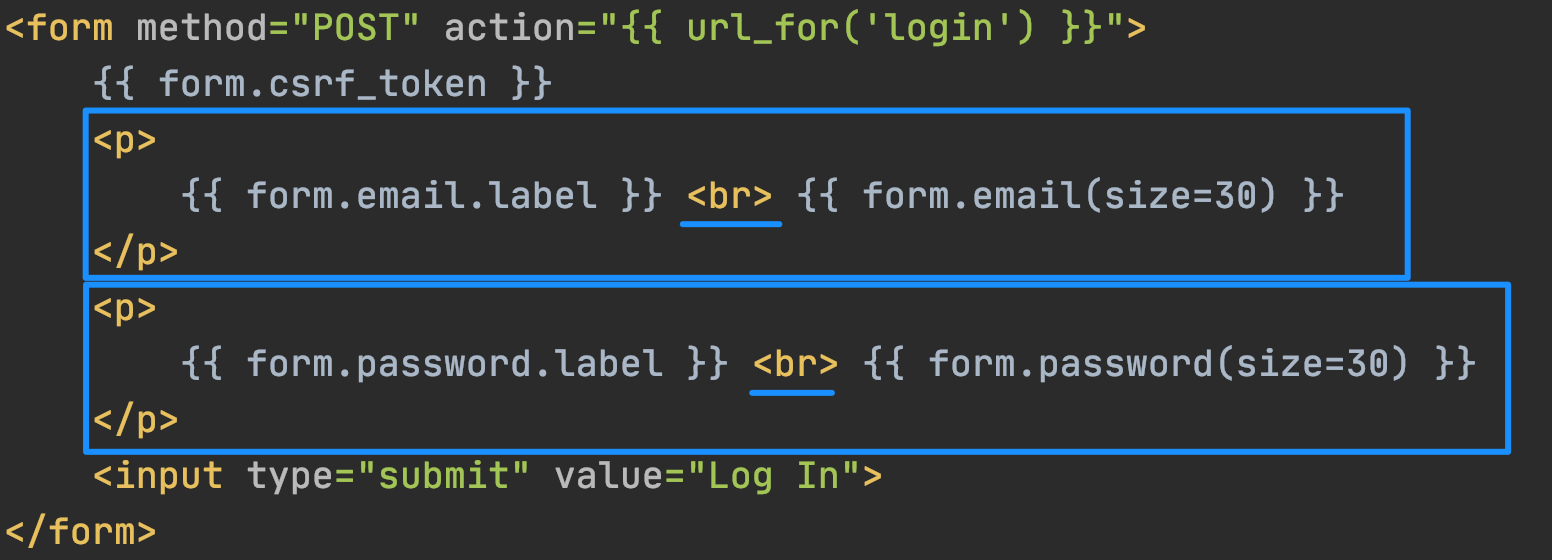 <form method="POST" action="{{ url_for('login') }}">
{{ form.csrf_token }}
<p>
{{ form.email.label }} <br> {{ form.email(size=30) }}
</p>
<p>
{{ form.password.label }} <br> {{ form.password(size=30) }}
</p>
<input type="submit" value="Log In">
</form>